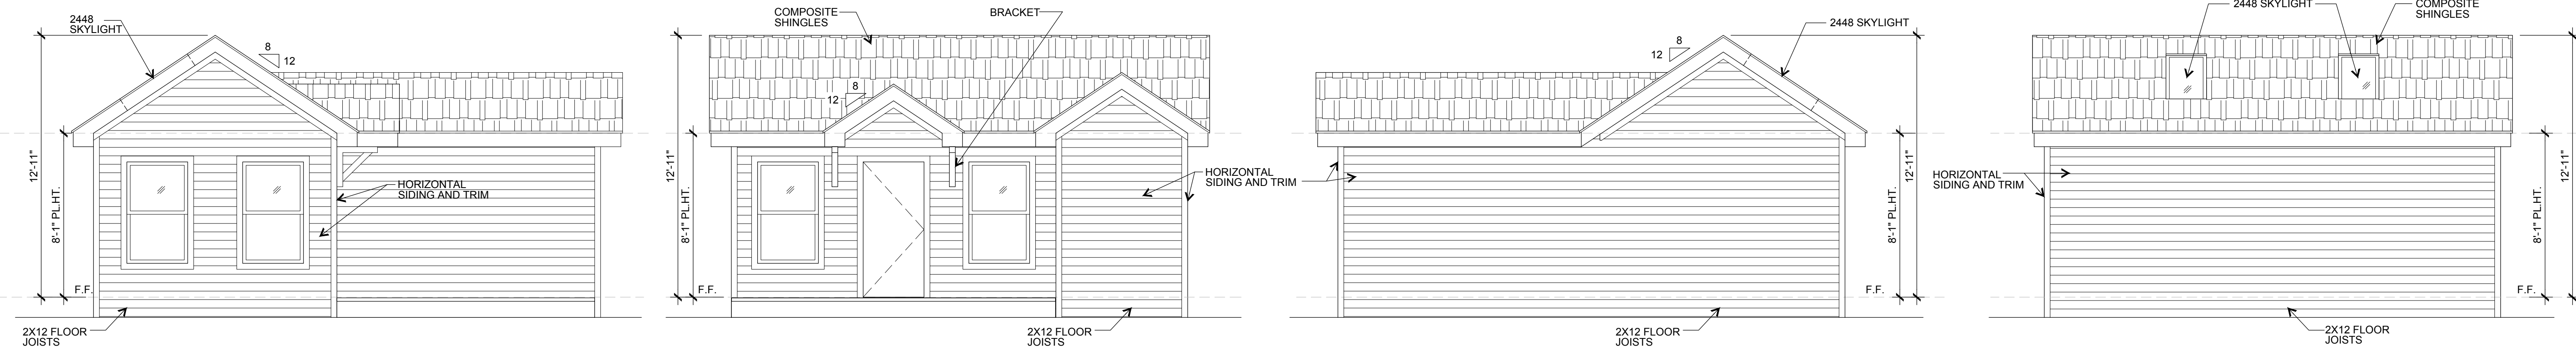 2448
SKYLIGHT
8
12
12'-11"
8'-1" PL.HT.
F.F.
HORIZONTAL
SIDING AND TRIM
2X12 FLOOR
JOISTS
COMPOSITE
SHINGLES
BRACKET
8
12
12'-11"
8'-1" PL.HT.
F.F.
HORIZONTAL
SIDING AND TRIM
2X12 FLOOR
JOISTS
8
12
2448 SKYLIGHT
8'-1" PL.HT.
12'-11"
F.F.
2X12 FLOOR
JOISTS
2448 SKYLIGHT
COMPOSITE
SHINGLES
HORIZONTAL
SIDING AND TRIM
8'-1" PL.HT.
12'-11"
F.F.
2X12 FLOOR
JOISTS